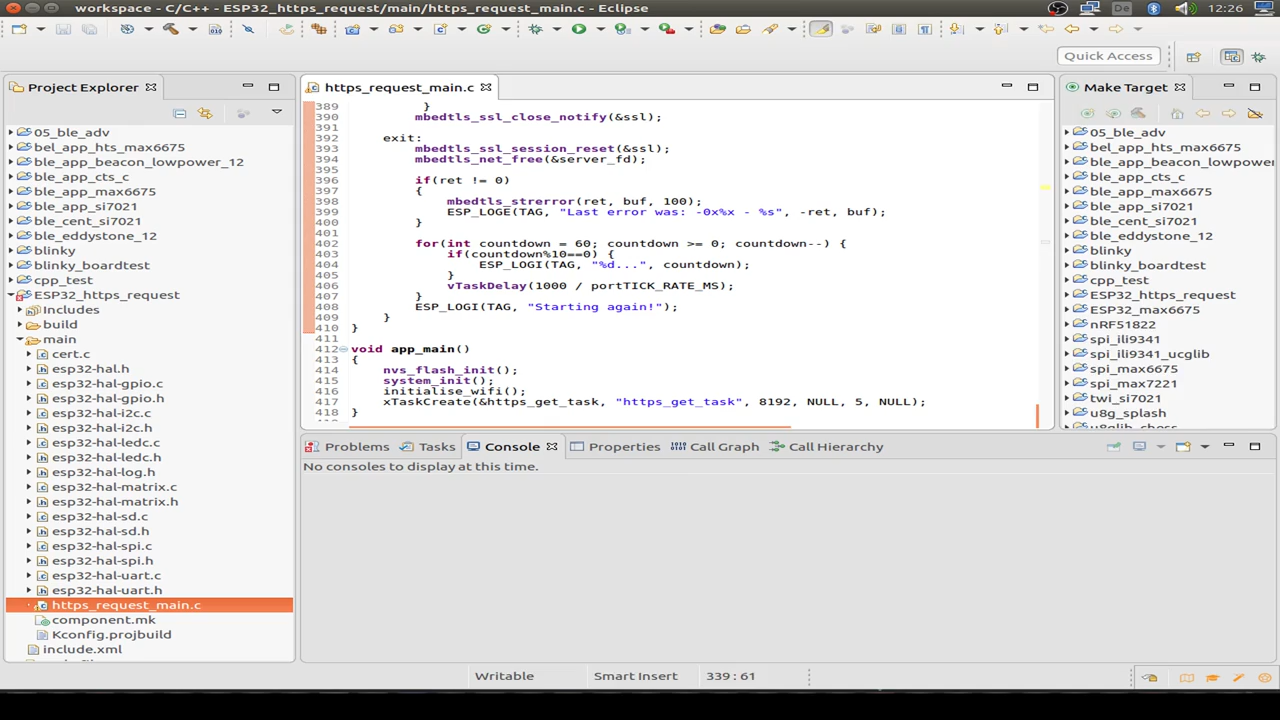 workspace - C/C++ - ESP32_https_request/main/https_request_main.c - Eclipse
De
12:26
Quick Access
Project Explorer
05_ble_adv
bel_app_hts_max6675
ble_app_beacon_lowpower_12
ble_app_cts_c
ble_app_max6675
ble_app_si7021
ble_cent_si7021
ble_eddystone_12
blinky
blinky_boardtest
cpp_test
ESP32_https_request
Includes
build
main
cert.c
esp32-hal.h
esp32-hal-gpio.c
esp32-hal-gpio.h
esp32-hal-i2c.c
esp32-hal-i2c.h
esp32-hal-ledc.c
esp32-hal-ledc.h
esp32-hal-log.h
esp32-hal-matrix.c
esp32-hal-matrix.h
esp32-hal-sd.c
esp32-hal-sd.h
esp32-hal-spi.c
esp32-hal-spi.h
esp32-hal-uart.c
esp32-hal-uart.h
https_request_main.c
component.mk
Kconfig.projbuild
include.xml
https_request_main.c
389 }
390 mbedtls_ssl_close_notify(&ssl);
391
392 exit:
393 mbedtls_ssl_session_reset(&ssl);
394 mbedtls_net_free(&server_fd);
395
396 if(ret != 0)
397 {
398 mbedtls_strerror(ret, buf, 100);
399 ESP_LOGE(TAG, "Last error was: -0x%x - %s", -ret, buf);
400 }
401
402 for(int countdown = 60; countdown >= 0; countdown--) {
403 if(countdown%10==0) {
404 ESP_LOGI(TAG, "%d...", countdown);
405 }
406 vTaskDelay(1000 / portTICK_RATE_MS);
407 }
408 ESP_LOGI(TAG, "Starting again!");
409 }
410 }
411
412 void app_main()
413 {
414 nvs_flash_init();
415 system_init();
416 initialise_wifi();
417 xTaskCreate(&https_get_task, "https_get_task", 8192, NULL, 5, NULL);
418 }
Make Target
05_ble_adv
bel_app_hts_max6675
ble_app_beacon_lowpower
ble_app_cts_c
ble_app_max6675
ble_app_si7021
ble_cent_si7021
ble_eddystone_12
blinky
blinky_boardtest
cpp_test
ESP32_https_request
ESP32_max6675
nRF51822
spi_ili9341
spi_ili9341_ucglib
spi_max6675
spi_max7221
twi_si7021
u8g_splash
Problems
Tasks
Console
Properties
Call Graph
Call Hierarchy
No consoles to display at this time.
Writable
Smart Insert
339 : 61